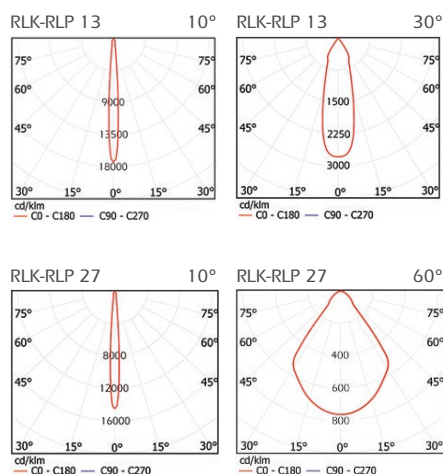 RLK-RLP 13 10°
75° 75°
60° 60°
9000
45° 13500 45°
18000
30° 15° 0° 15° 30°
cd/klm
C0 - C180 C90 - C270
RLK-RLP 13 30°
75° 75°
60° 60°
1500
45° 2250 45°
3000
30° 15° 0° 15° 30°
cd/klm
C0 - C180 C90 - C270
RLK-RLP 27 10°
75° 75°
60° 60°
8000
45° 12000 45°
16000
30° 15° 0° 15° 30°
cd/klm
C0 - C180 C90 - C270
RLK-RLP 27 60°
75° 75°
60° 60°
400
45° 600 45°
800
30° 15° 0° 15° 30°
cd/klm
C0 - C180 C90 - C270